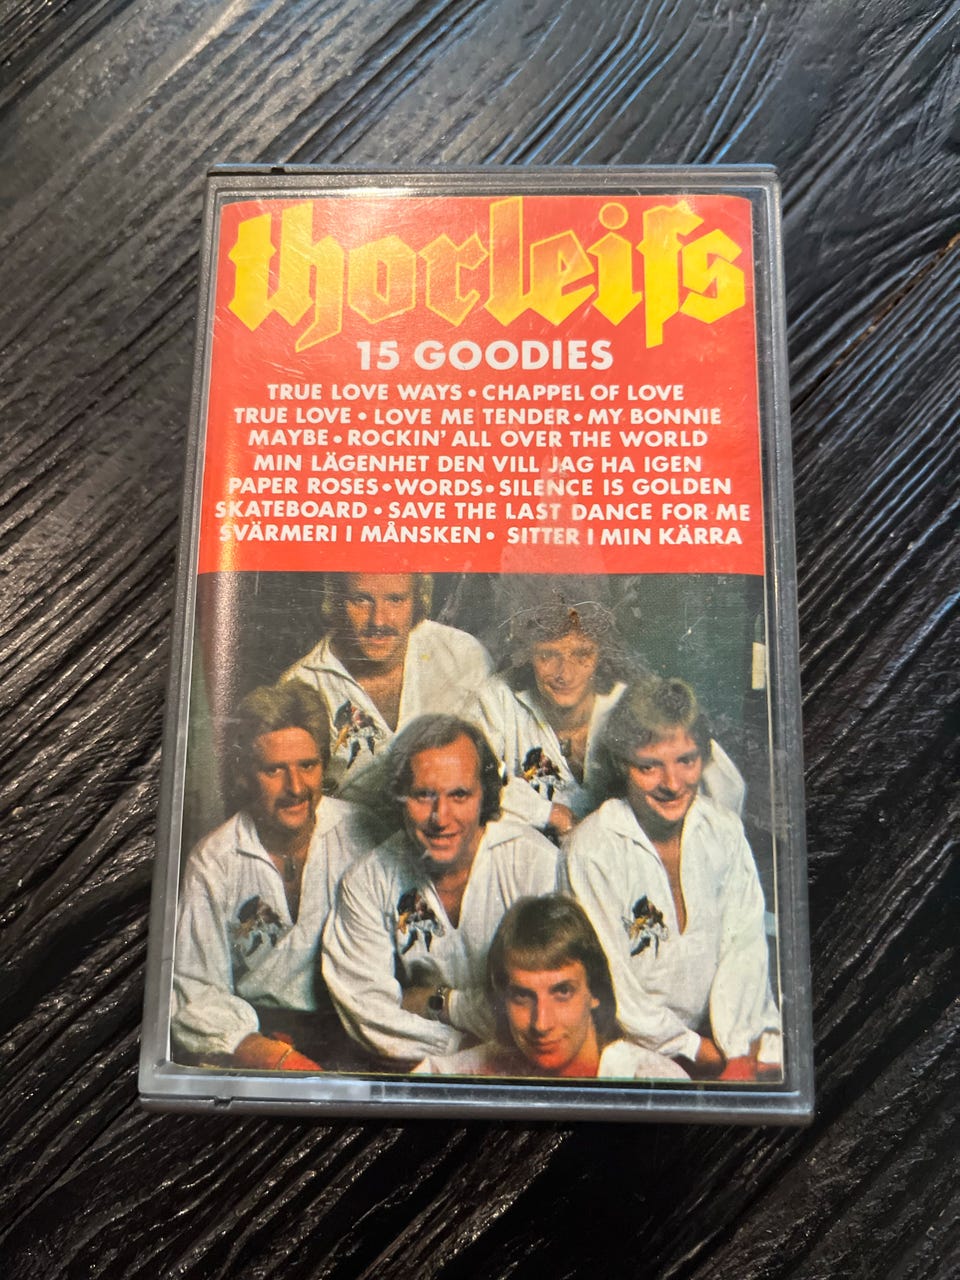 thorleifs
15 GOODIES
TRUE LOVE WAYS • CHAPPEL OF LOVE
TRUE LOVE • LOVE ME TENDER • MY BONNIE
MAYBE • ROCKIN' ALL OVER THE WORLD
MIN LÄGENHET DEN VILL JAG HA IGEN
PAPER ROSES • WORDS • SILENCE IS GOLDEN
SKATEBOARD • SAVE THE LAST DANCE FOR ME
SVÄRMERI I MÅNSKEN • SITTER I MIN KÄRRA